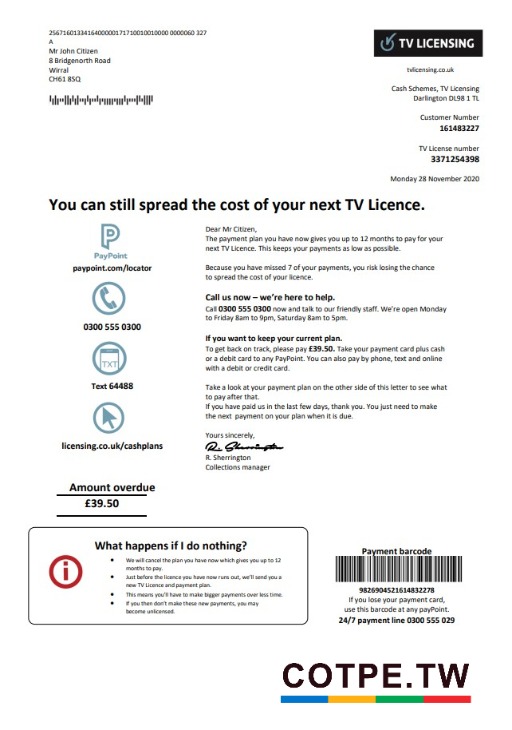 25671601334164000001717100100100000 0000060 327
A
Mr John Citizen
8 Bridgenorth Road
Wirral
CH61 8SQ
TV LICENSING
tvlicensing.co.uk
Cash Schemes, TV Licensing
Darlington DL98 1 TL
Customer Number
161483227
TV License number
3371254398
Monday 28 November 2020
You can still spread the cost of your next TV Licence.
PayPoint
paypoint.com/locator
0300 555 0300
TXT
Text 64488
licensing.co.uk/cashplans
Amount overdue
£39.50
Dear Mr Citizen,
The payment plan you have now gives you up to 12 months to pay for your
next TV Licence. This keeps your payments as low as possible.
Because you have missed 7 of your payments, you risk losing the chance
to spread the cost of your licence.
Call us now – we're here to help.
Call 0300 555 0300 now and talk to our friendly staff. We're open Monday
to Friday 8am to 9pm, Saturday 8am to 5pm.
If you want to keep your current plan.
To get back on track, please pay £39.50. Take your payment card plus cash
or a debit card to any PayPoint. You can also pay by phone, text and online
with a debit or credit card.
Take a look at your payment plan on the other side of this letter to see what
to pay after that.
If you have paid us in the last few days, thank you. You just need to make
the next payment on your plan when it is due.
Yours sincerely,
R. Sherrington
R. Sherrington
Collections manager
What happens if I do nothing?
• We will cancel the plan you have now which gives you up to 12
months to pay.
• Just before the licence you have now runs out, we'll send you a
new TV Licence and payment plan.
• This means you'll have to make bigger payments over less time.
• If you then don't make these new payments, you may
become unlicensed.
Payment barcode
9826904521614832278
If you lose your payment card,
use this barcode at any payPoint.
24/7 payment line 0300 555 029
COTPE.TW